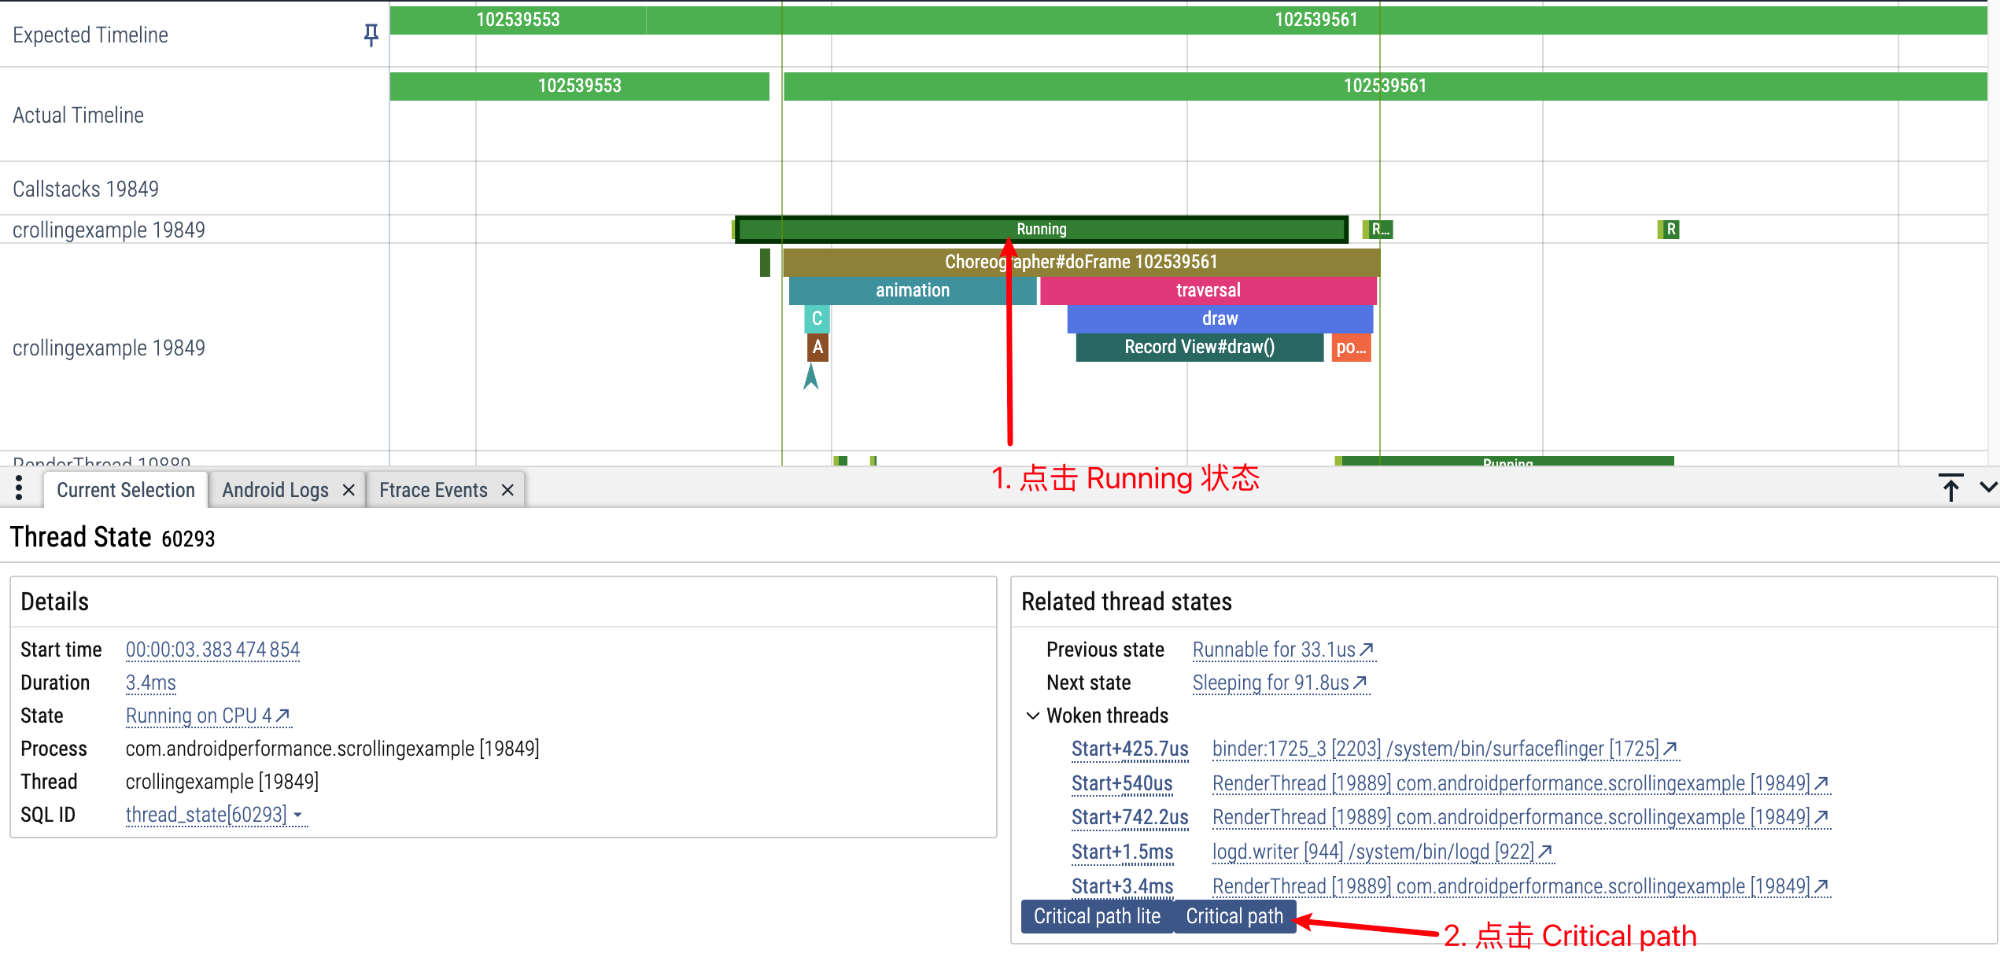 Expected Timeline
102539553
102539561
Actual Timeline
102539553
102539561
Callstacks 19849
crollingexample 19849
Running
R...
R
Choreographer#doFrame 102539561
animation
traversal
C
draw
crollingexample 19849
A
Record View#draw()
po...
RenderThread 19889
Running
1. 点击 Running 状态
Current Selection
Android Logs
Ftrace Events
Thread State 60293
Details
Start time 00:00:03.383 474 854
Duration 3.4ms
State Running on CPU 4
Process com.androidperformance.scrollingexample [19849]
Thread crollingexample [19849]
SQL ID thread_state[60293]
Related thread states
Previous state Runnable for 33.1us
Next state Sleeping for 91.8us
Woken threads
Start+425.7us binder:1725_3 [2203] /system/bin/surfaceflinger [1725]
Start+540us RenderThread [19889] com.androidperformance.scrollingexample [19849]
Start+742.2us RenderThread [19889] com.androidperformance.scrollingexample [19849]
Start+1.5ms logd.writer [944] /system/bin/logd [922]
Start+3.4ms RenderThread [19889] com.androidperformance.scrollingexample [19849]
Critical path lite
Critical path
2. 点击 Critical path